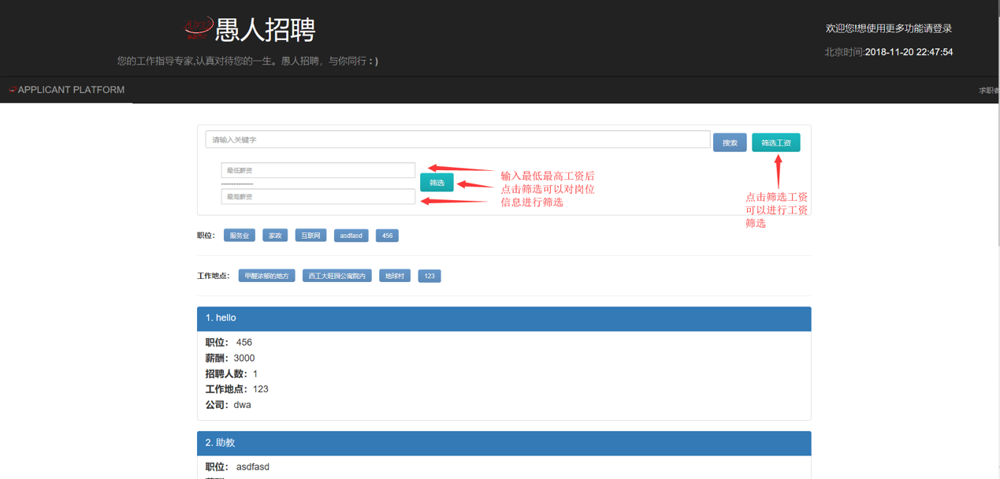 愚人招聘
欢迎您!想使用更多功能请登录
您的工作指导专家,认真对待您的一生。愚人招聘，与你同行 : )
北京时间:2018-11-20 22:47:54
APPLICANT PLATFORM
求职者
请输入关键字
搜索
筛选工资
最低薪资
-------------
最高薪资
筛选
输入最低最高工资后
点击筛选可以对岗位
信息进行筛选
点击筛选工资
可以进行工资
筛选
职位： 服务业 家政 互联网 asdfasd 456
工作地点： 甲醛浓郁的地方 西工大旺园公寓院内 地球村 123
1. hello
职位： 456
薪酬：3000
招聘人数：1
工作地点：123
公司：dwa
2. 助教
职位： asdfasd